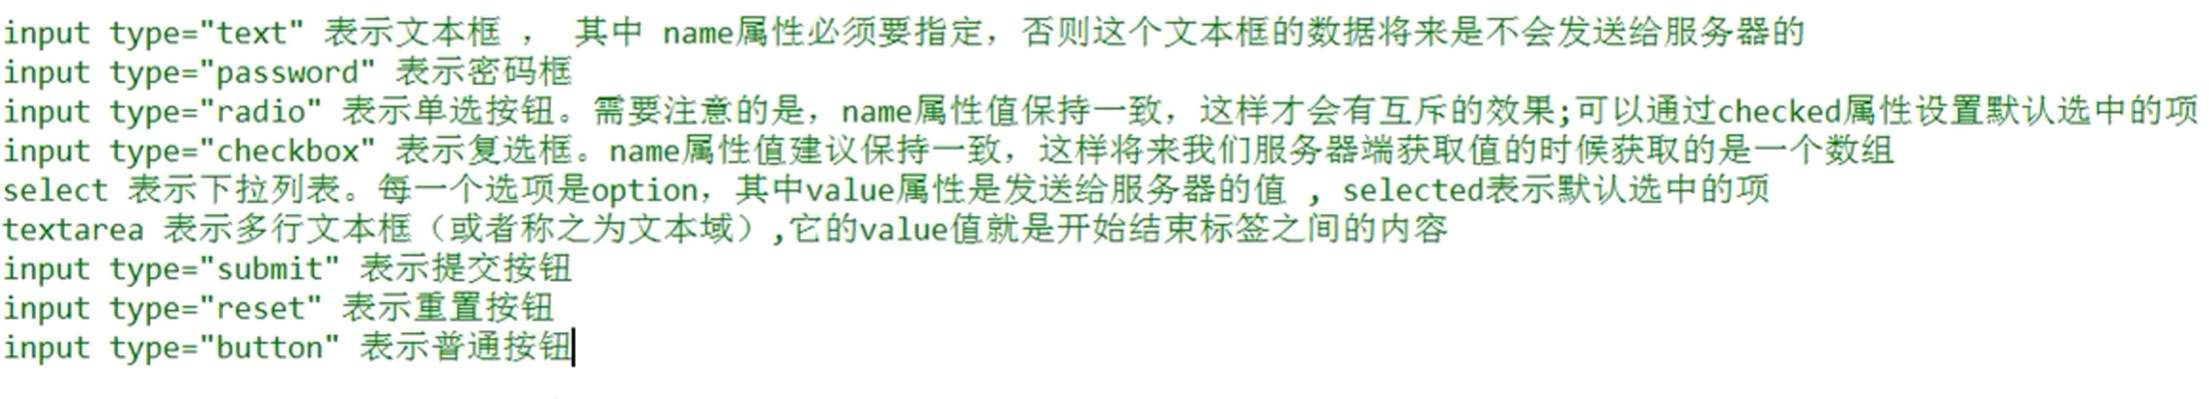 input type="text" 表示文本框 ， 其中 name属性必须要指定，否则这个文本框的数据将来是不会发送给服务器的
input type="password" 表示密码框
input type="radio" 表示单选按钮。需要注意的是，name属性值保持一致，这样才会有互斥的效果;可以通过checked属性设置默认选中的项
input type="checkbox" 表示复选框。name属性值建议保持一致，这样将来我们服务器端获取值的时候获取的是一个数组
select 表示下拉列表。每一个选项是option，其中value属性是发送给服务器的值 , selected表示默认选中的项
textarea 表示多行文本框（或者称之为文本域）,它的value值就是开始结束标签之间的内容
input type="submit" 表示提交按钮
input type="reset" 表示重置按钮
input type="button" 表示普通按钮